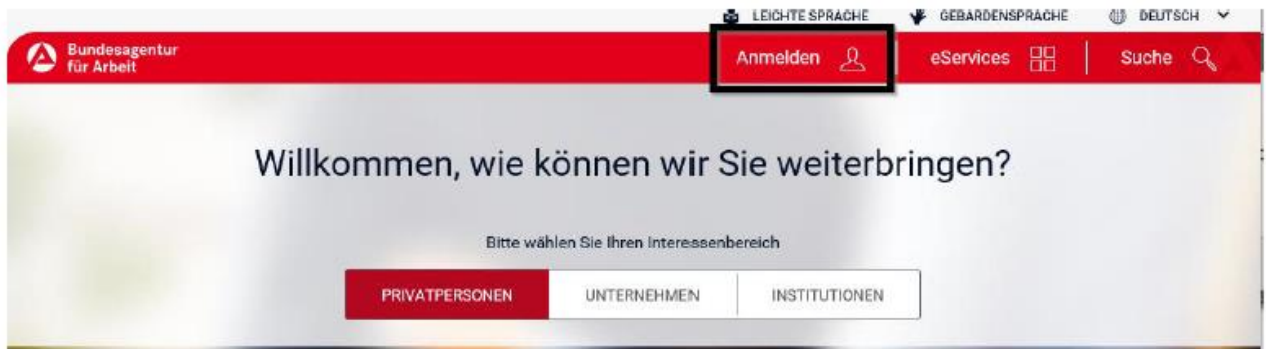 LEICHTE SPRACHE GEBÄRDENSPRACHE DEUTSCH
Bundesagentur
für Arbeit
Anmelden eServices Suche
Willkommen, wie können wir Sie weiterbringen?
Bitte wählen Sie Ihren Interessenbereich
PRIVATPERSONEN UNTERNEHMEN INSTITUTIONEN